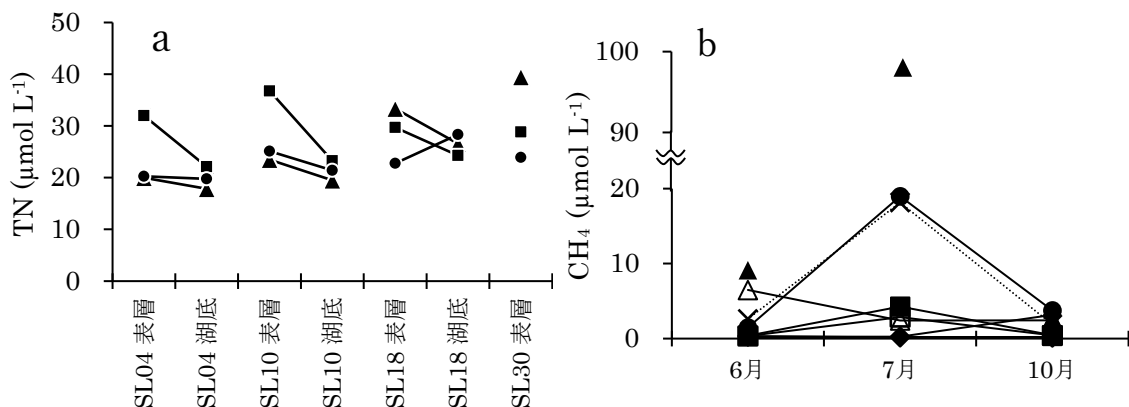 a
TN (µmol L-1)
50
40
30
20
10
0
SL04 表層
SL04 湖底
SL10 表層
SL10 湖底
SL18 表層
SL18 湖底
SL30 表層
b
CH₄ (µmol L-1)
100
90
20
10
0
6月
7月
10月